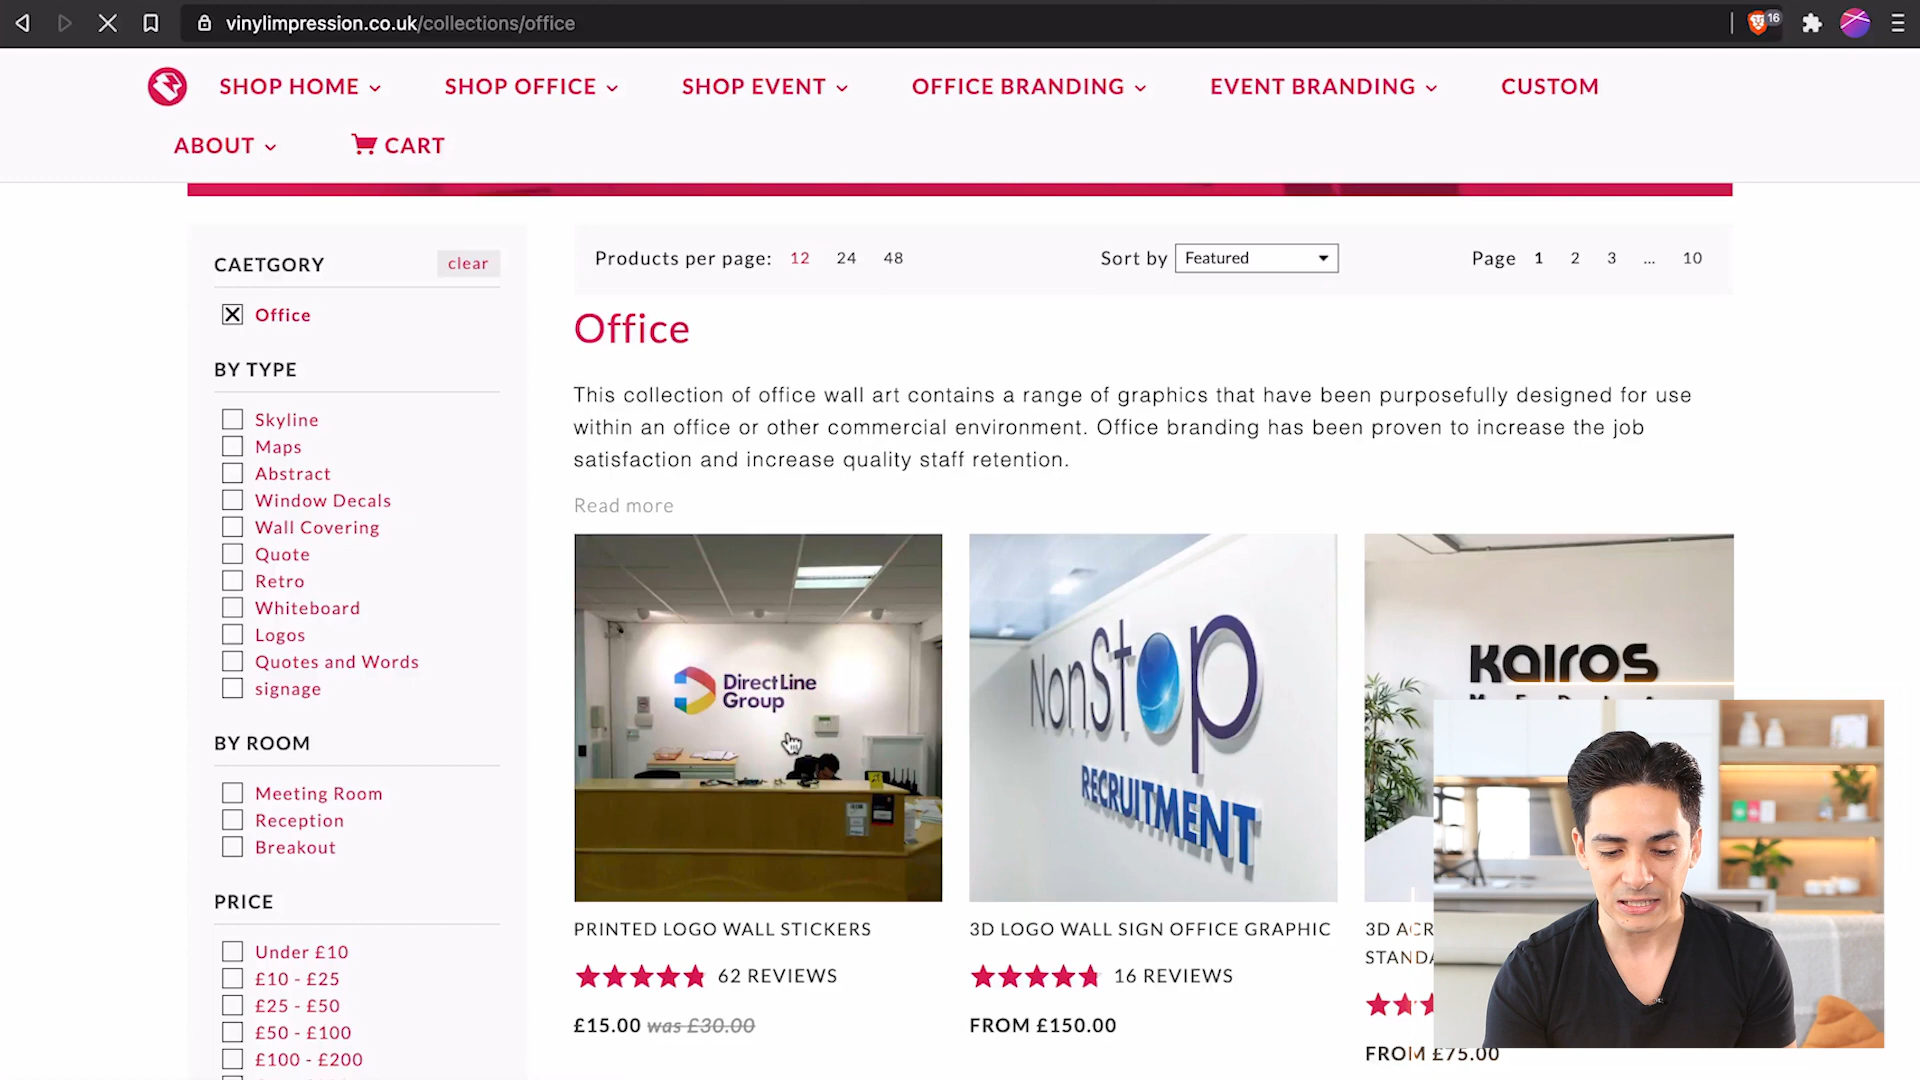 vinylimpression.co.uk/collections/office
16
SHOP HOME
SHOP OFFICE
SHOP EVENT
OFFICE BRANDING
EVENT BRANDING
CUSTOM
ABOUT
CART
CAETGORY
clear
Office
BY TYPE
Skyline
Maps
Abstract
Window Decals
Wall Covering
Quote
Retro
Whiteboard
Logos
Quotes and Words
signage
BY ROOM
Meeting Room
Reception
Breakout
PRICE
Under £10
£10 - £25
£25 - £50
£50 - £100
£100 - £200
Products per page: 12 24 48
Sort by Featured
Page 1 2 3 ... 10
Office
This collection of office wall art contains a range of graphics that have been purposefully designed for use
within an office or other commercial environment. Office branding has been proven to increase the job
satisfaction and increase quality staff retention.
Read more
Direct Line
Group
PRINTED LOGO WALL STICKERS
62 REVIEWS
£15.00 was £30.00
NonStop
RECRUITMENT
3D LOGO WALL SIGN OFFICE GRAPHIC
16 REVIEWS
FROM £150.00
KAIROS
3D
FROM £75.00